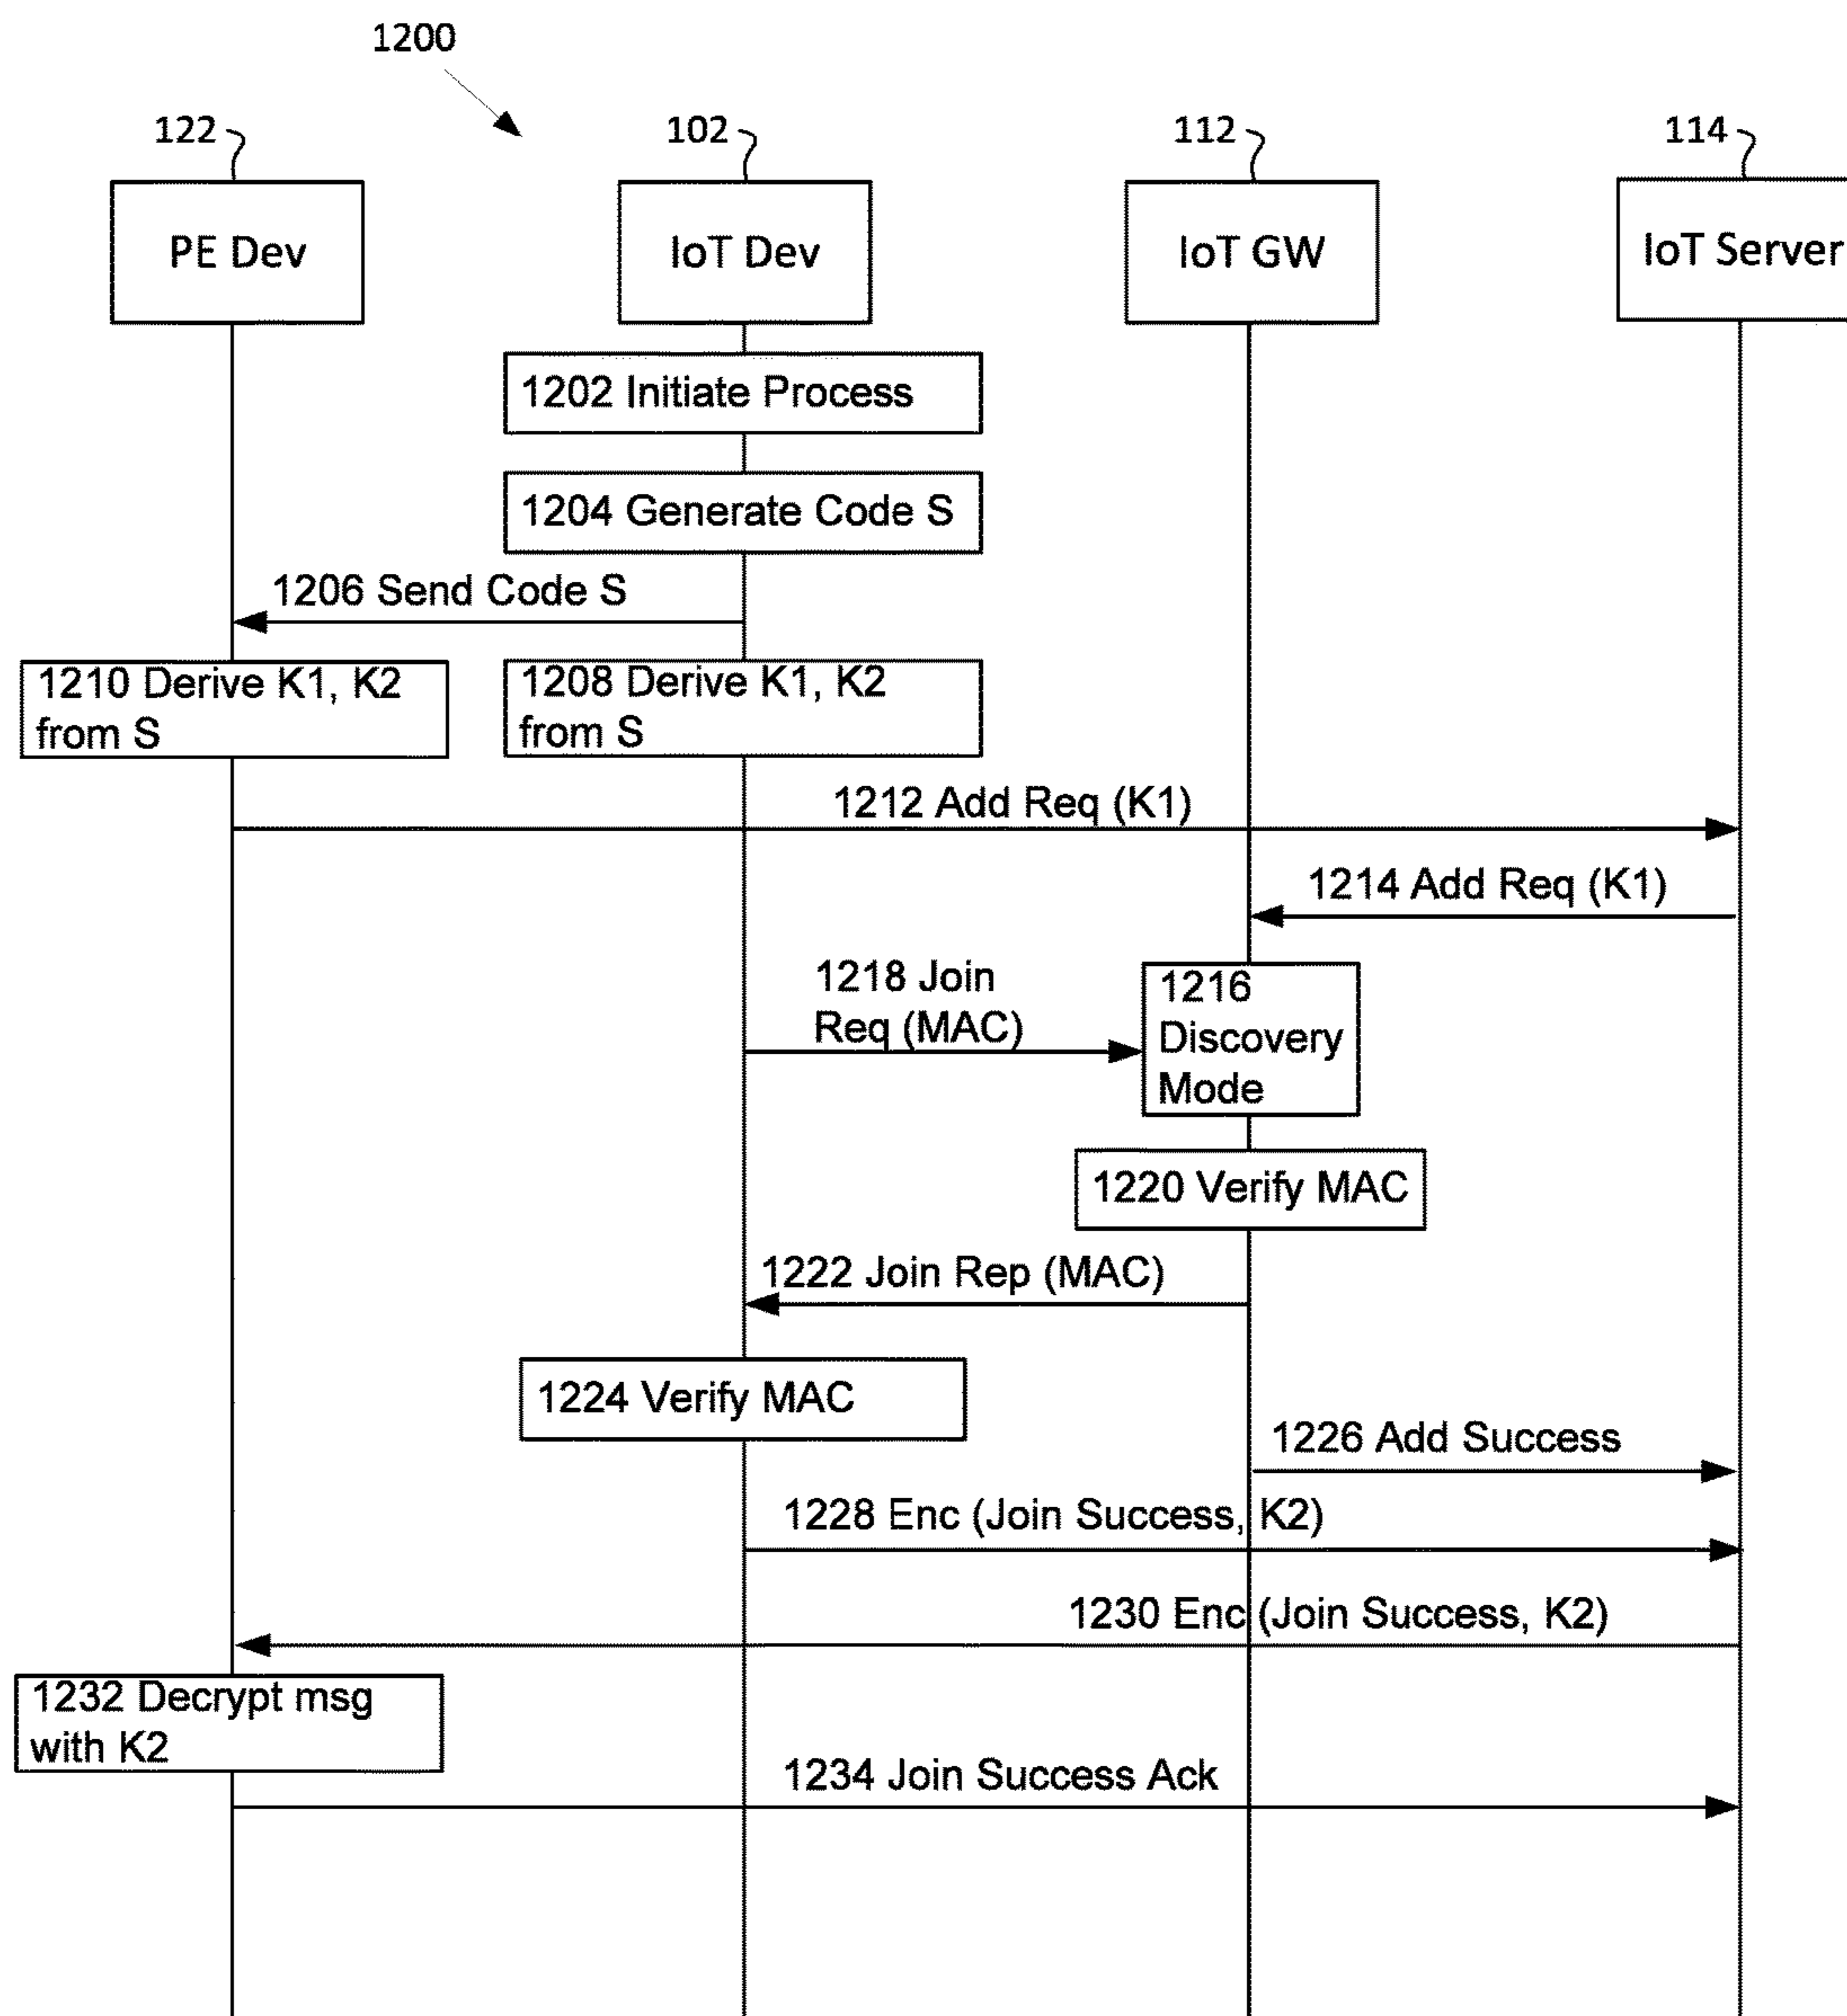 1200
122
102
112
114
PE Dev
IoT Dev
IoT GW
IoT Server
1202 Initiate Process
1204 Generate Code S
1206 Send Code S
1210 Derive K1, K2
from S
1208 Derive K1, K2
from S
1212 Add Req (K1)
1214 Add Req (K1)
1218 Join
Req (MAC)
1216
Discovery
Mode
1220 Verify MAC
1222 Join Rep (MAC)
1224 Verify MAC
1226 Add Success
1228 Enc (Join Success, K2)
1230 Enc (Join Success, K2)
1232 Decrypt msg
with K2
1234 Join Success Ack